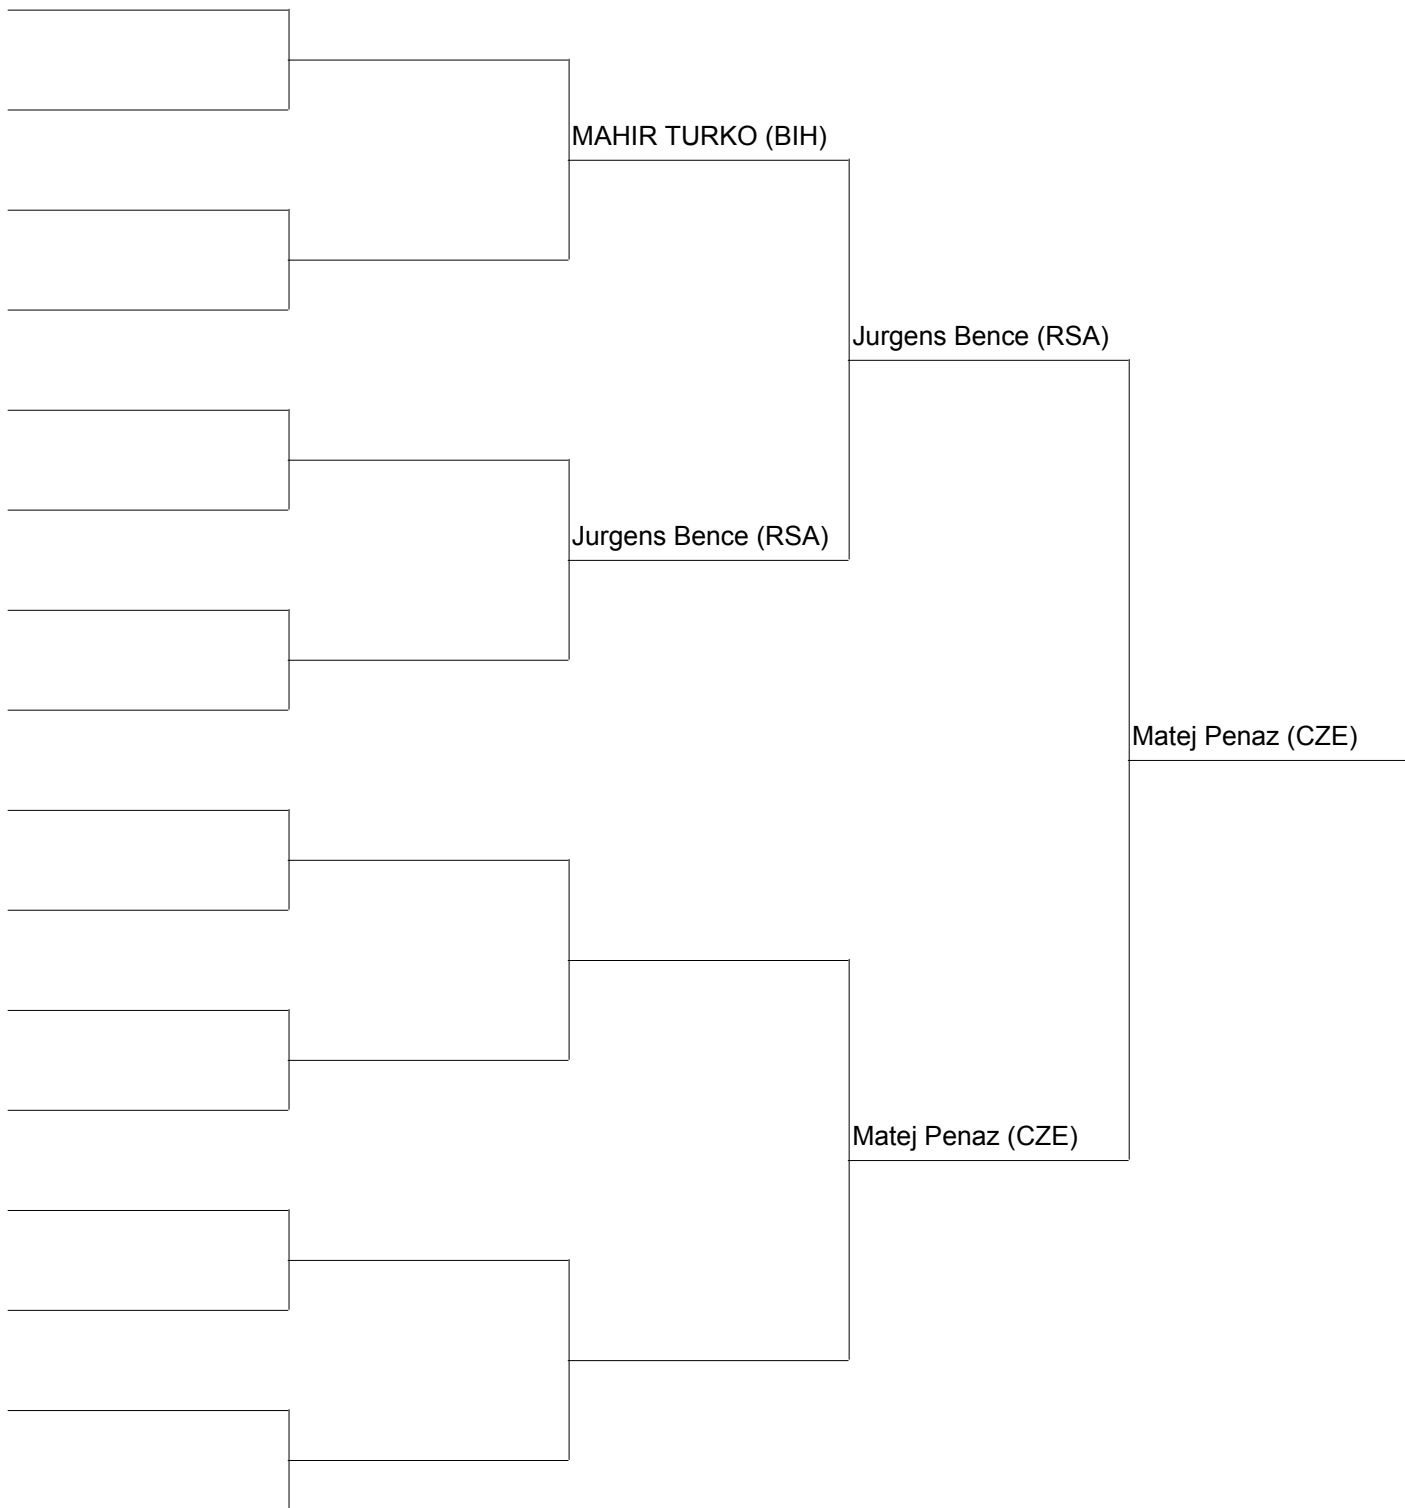 MAHIR TURKO (BIH)
Jurgens Bence (RSA)
Jurgens Bence (RSA)
Matej Penaz (CZE)
Matej Penaz (CZE)